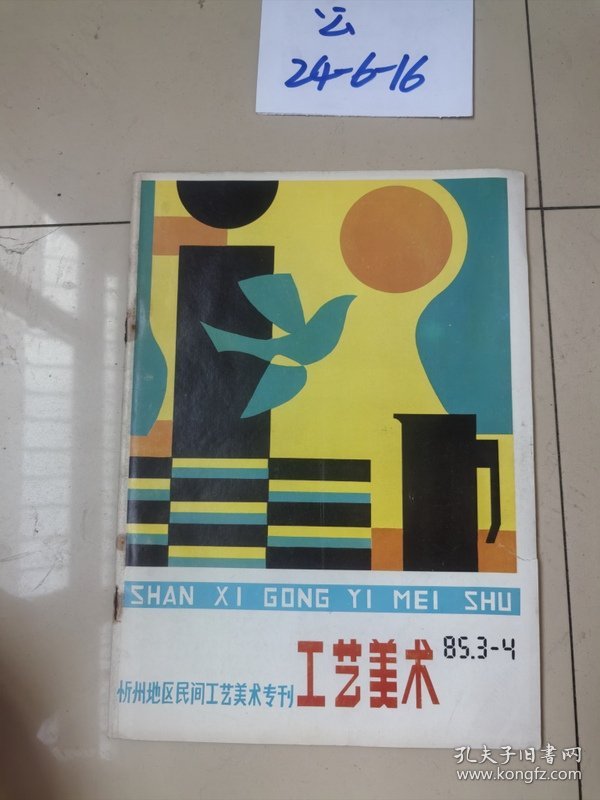 云
24-6-16
SHAN XI GONG YI MEI SHU
85.3-4
工艺美术
忻州地区民间工艺美术专刊
孔夫子旧書网
www.kongfz.com